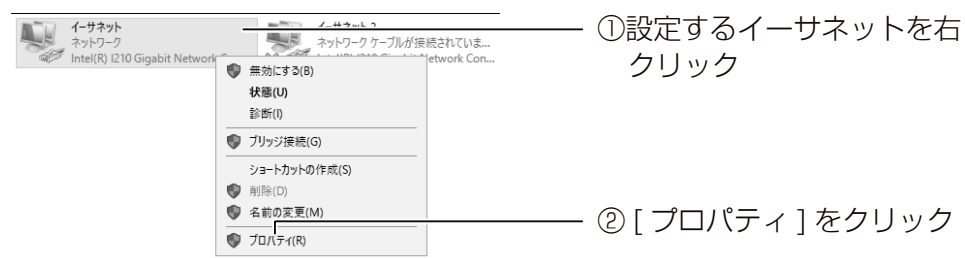 イーサネット
ネットワーク
Intel(R) I210 Gigabit Network
イーサネット 2
ネットワーク ケーブルが接続されていま...
Network Con...
①設定するイーサネットを右
クリック
無効にする(B)
状態(U)
診断(I)
ブリッジ接続(G)
ショートカットの作成(S)
削除(D)
名前の変更(M)
プロパティ(R)
② [ プロパティ ] をクリック